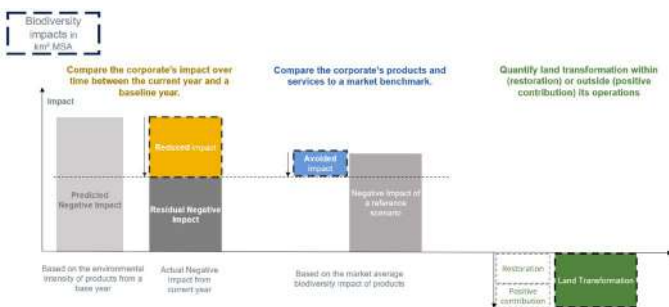 Biodiversity
impacts in
km² MSA
Compare the corporate's impact over
time between the current year and a
baseline year.
Compare the corporate's products and
services to a market benchmark.
Quantify land transformation within
(restoration) or outside (positive
contribution) its operations
Impact
Reduced impact
Avoided
impact
Predicted
Negative Impact
Residual Negative
Impact
Negative Impact of
a reference
scenario
Based on the environmental
intensity of products from a
base year
Actual Negative
Impact from
current year
Based on the market average
biodiversity impact of products
Restoration
Positive
contribution
Land Transformation